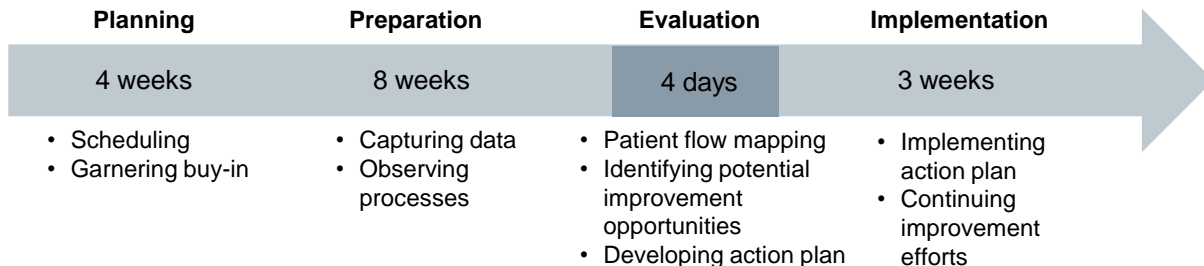 Planning
Preparation
Evaluation
Implementation
4 weeks
8 weeks
4 days
3 weeks
• Scheduling
• Garnering buy-in
• Capturing data
• Observing
processes
• Patient flow mapping
• Identifying potential
improvement
opportunities
• Developing action plan
• Implementing
action plan
• Continuing
improvement
efforts